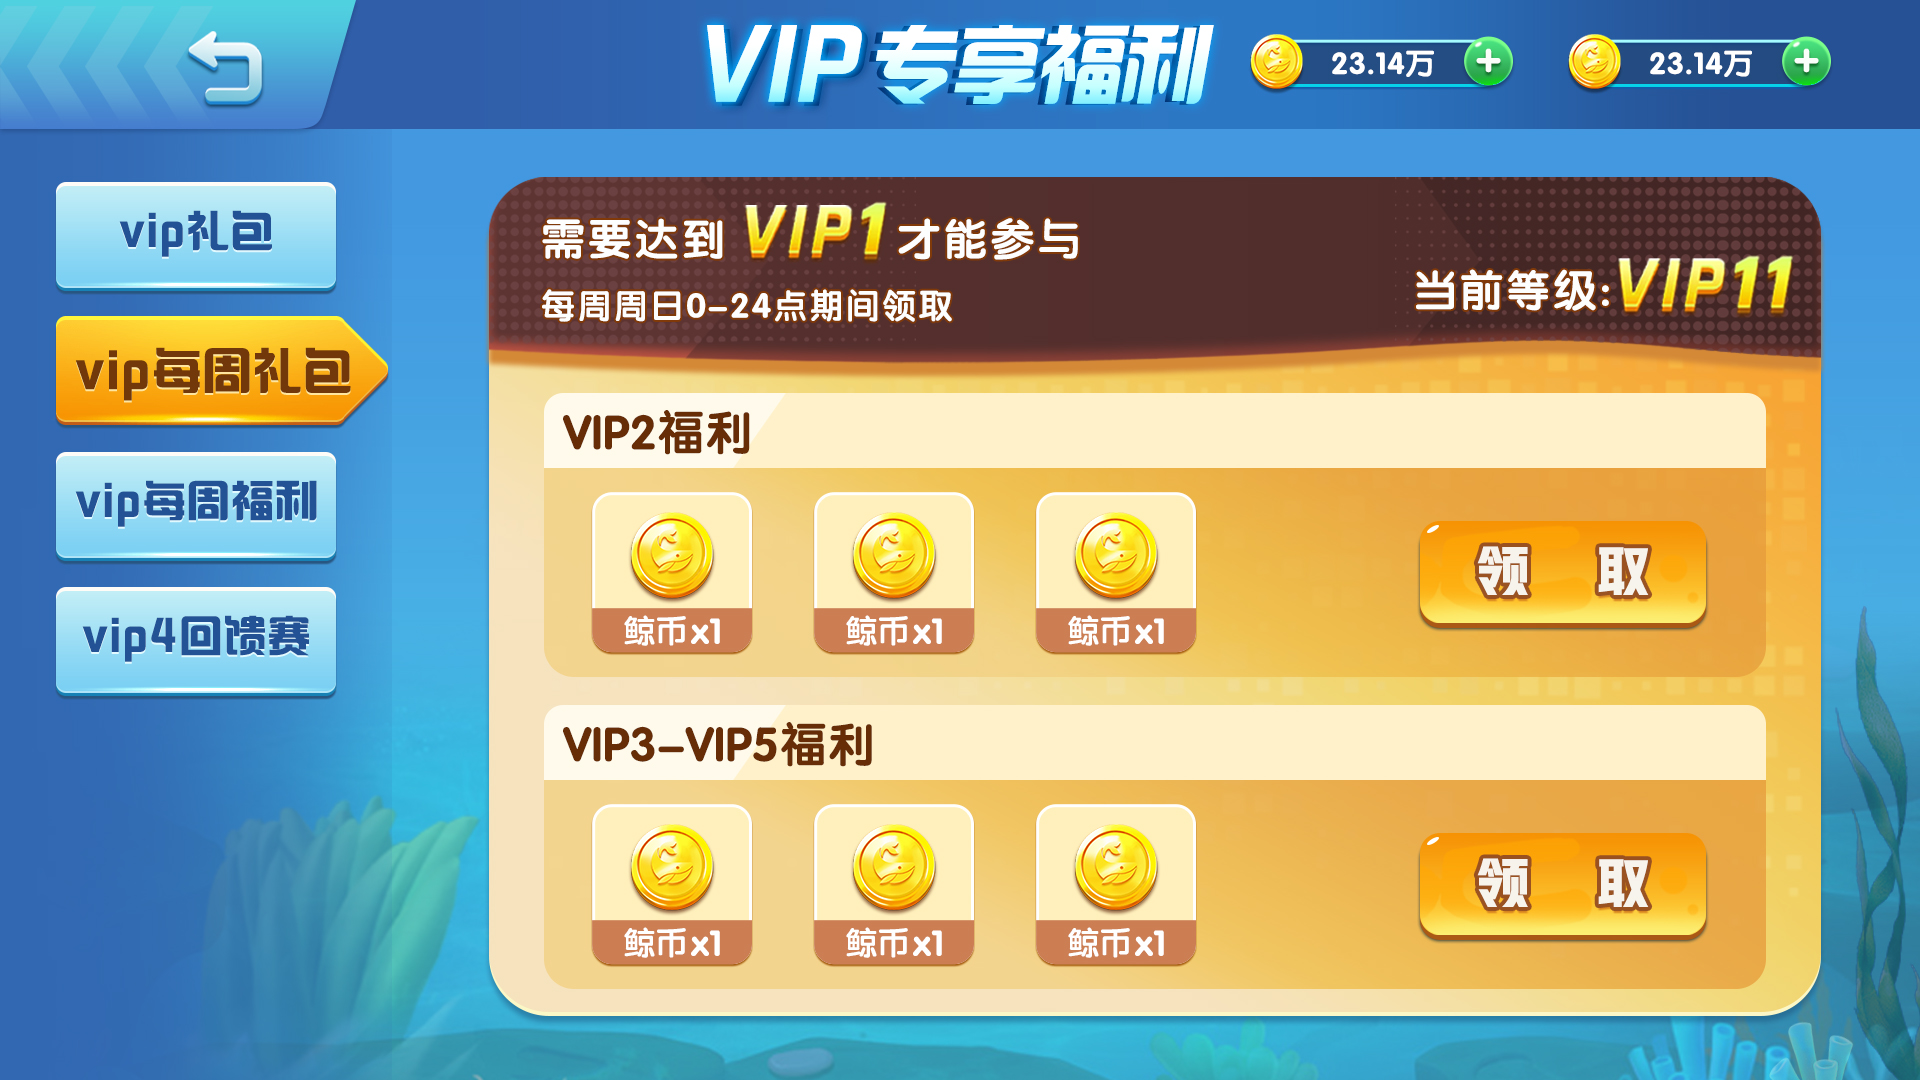 VIP专享福利
23.14万
23.14万
vip礼包
vip每周礼包
vip每周福利
vip4回馈赛
需要达到 VIP1 才能参与
每周周日0-24点期间领取
当前等级:VIP11
VIP2福利
鲸币x1
鲸币x1
鲸币x1
领 取
VIP3-VIP5福利
鲸币x1
鲸币x1
鲸币x1
领 取